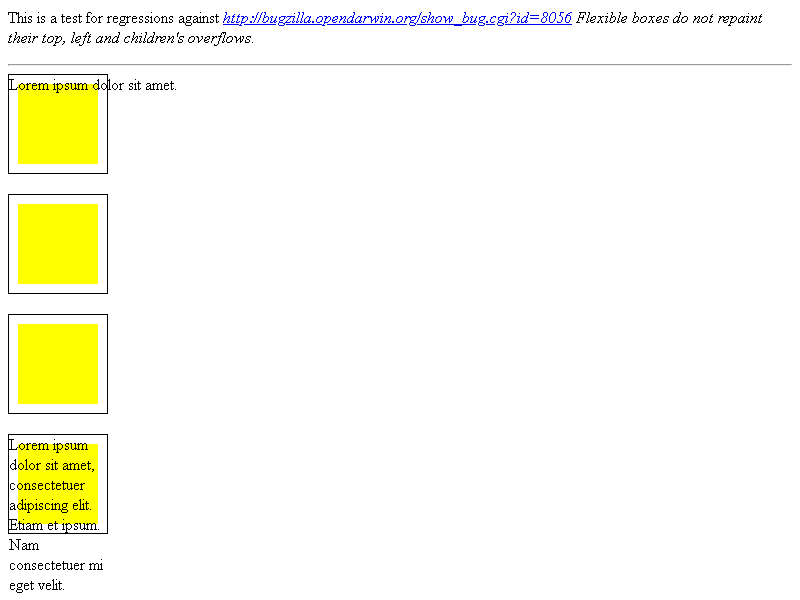 This is a test for regressions against http://bugzilla.opendarwin.org/show_bug.cgi?id=8056 Flexible boxes do not repaint
their top, left and children's overflows.
Lorem ipsum dolor sit amet.
Lorem ipsum
dolor sit amet,
consectetuer
adipiscing elit.
Etiam et ipsum.
Nam
consectetuer mi
eget velit.